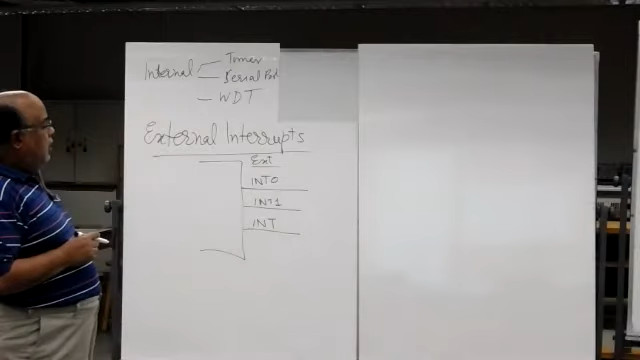 Internal Timer
Serial Port
— WDT
External Interrupts
Ext
INT0
INT1
INT